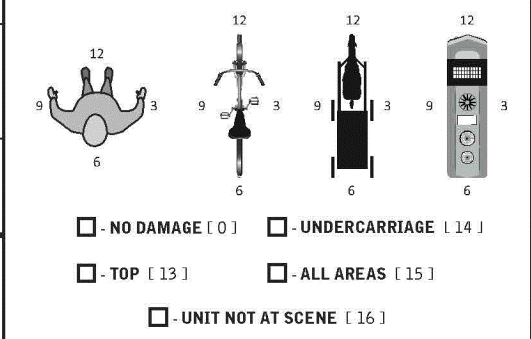 12 12 12
12
9 3 9 3 9 3 9 3
6
6 6 6 6
- NO DAMAGE [ 0 ] - UNDERCARRIAGE [ 14 ]
- TOP [ 13 ] - ALL AREAS [ 15 ]
- UNIT NOT AT SCENE [ 16 ]